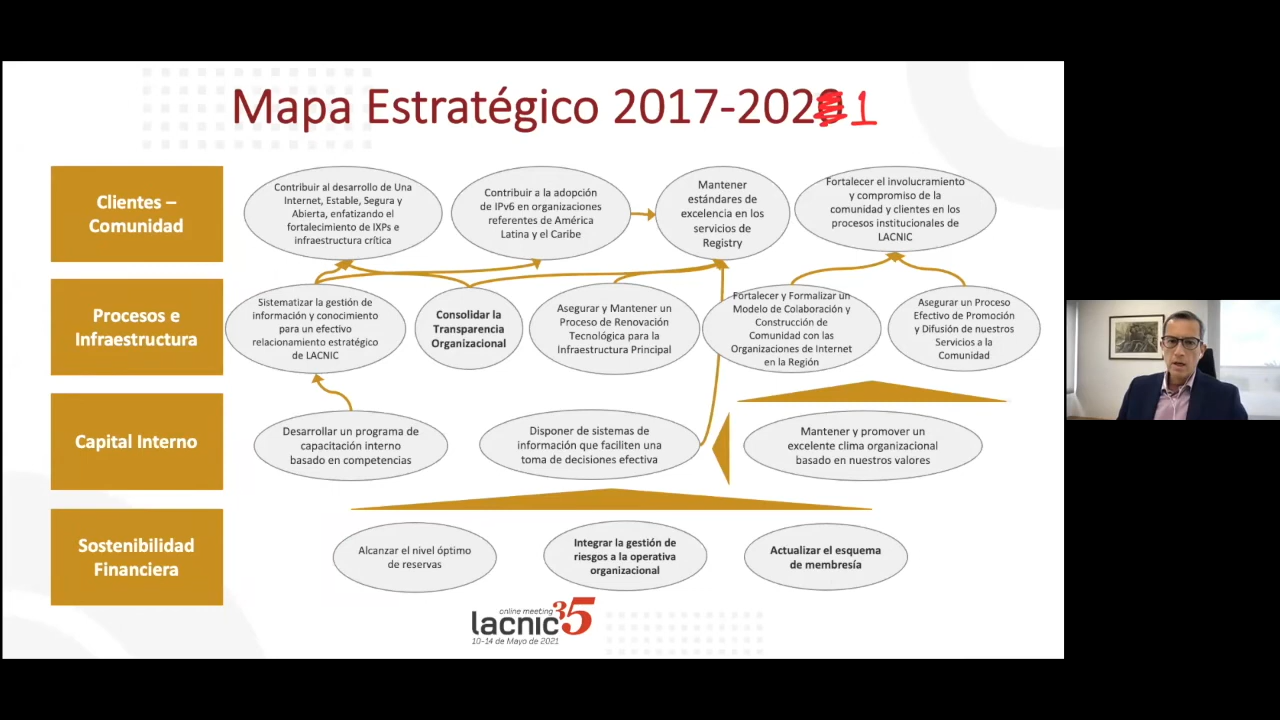 Mapa Estratégico 2017-2021
Clientes –
Comunidad
Contribuir al desarrollo de Una
Internet, Estable, Segura y
Abierta, enfatizando el
fortalecimiento de IXPs e
infraestructura crítica
Contribuir a la adopción
de IPv6 en organizaciones
referentes de América
Latina y el Caribe
Mantener
estándares de
excelencia en los
servicios de
Registry
Fortalecer el involucramiento
y compromiso de la
comunidad y clientes en los
procesos institucionales de
LACNIC
Procesos e
Infraestructura
Sistematizar la gestión de
información y conocimiento
para un efectivo
relacionamiento estratégico
de LACNIC
Consolidar la
Transparencia
Organizacional
Asegurar y Mantener un
Proceso de Renovación
Tecnológica para la
Infraestructura Principal
Fortalecer y Formalizar un
Modelo de Colaboración y
Construcción de
Comunidad con las
Organizaciones de Internet
en la Región
Asegurar un Proceso
Efectivo de Promoción
y Difusión de nuestros
Servicios a la
Comunidad
Capital Interno
Desarrollar un programa de
capacitación interno
basado en competencias
Disponer de sistemas de
información que faciliten una
toma de decisiones efectiva
Mantener y promover un
excelente clima organizacional
basado en nuestros valores
Sostenibilidad
Financiera
Alcanzar el nivel óptimo
de reservas
Integrar la gestión de
riesgos a la operativa
organizacional
Actualizar el esquema
de membresía
online meeting
lacnic35
10-14 de Mayo de 2021